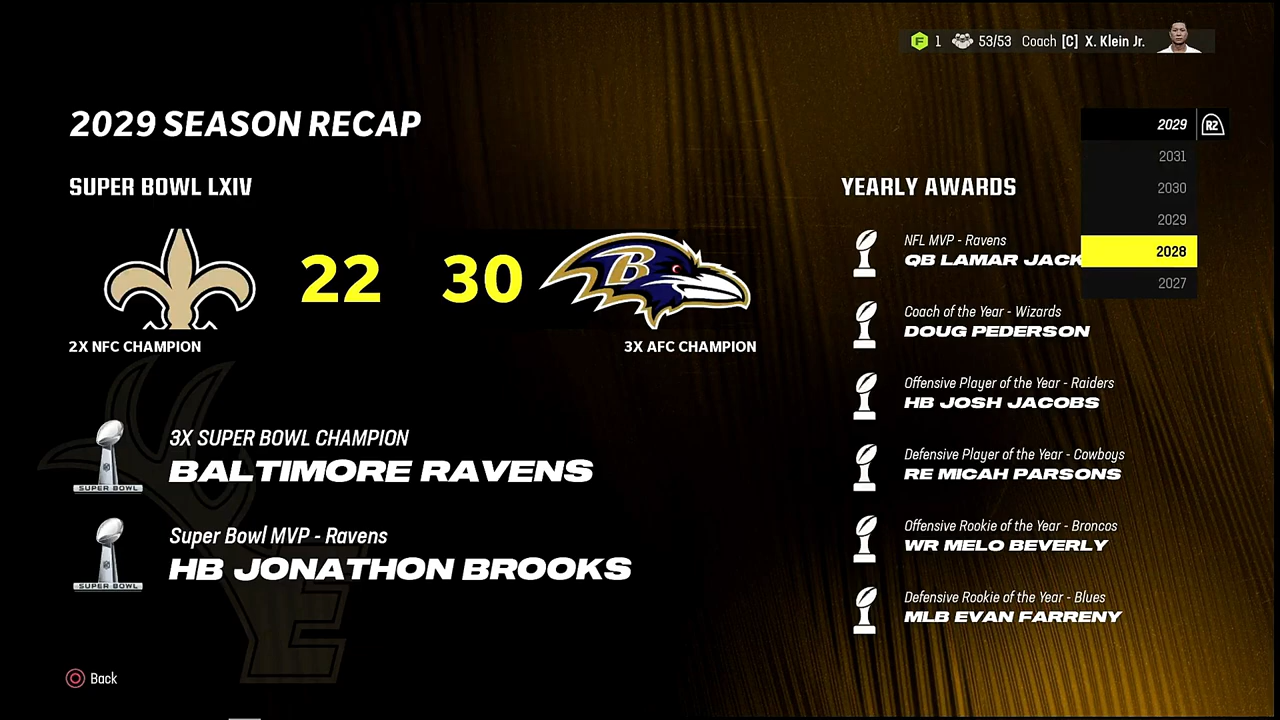 1 53/53 Coach [C] X. Klein Jr.
2029 SEASON RECAP
2029 R2
2031
2030
2029
2028
2027
SUPER BOWL LXIV
22 30
B
2X NFC CHAMPION
3X AFC CHAMPION
3X SUPER BOWL CHAMPION
BALTIMORE RAVENS
SUPER BOWL
Super Bowl MVP - Ravens
HB JONATHON BROOKS
SUPER BOWL
YEARLY AWARDS
NFL MVP - Ravens
QB LAMAR JACK
Coach of the Year - Wizards
DOUG PEDERSON
Offensive Player of the Year - Raiders
HB JOSH JACOBS
Defensive Player of the Year - Cowboys
RE MICAH PARSONS
Offensive Rookie of the Year - Broncos
WR MELO BEVERLY
Defensive Rookie of the Year - Blues
MLB EVAN FARRENY
E
Back